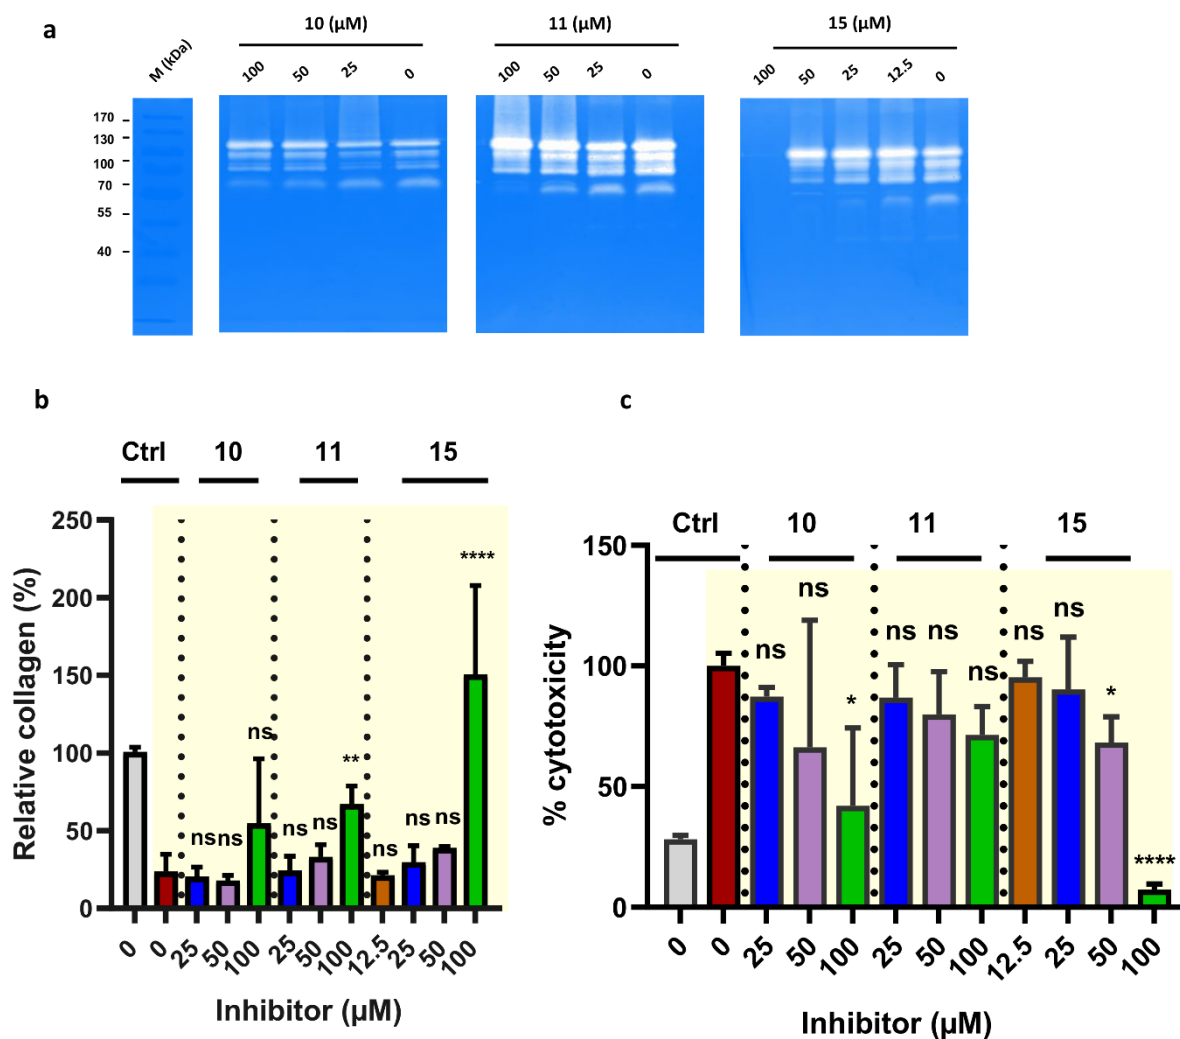 a
10 (µM)
11 (µM)
15 (µM)
M (kDa)
100 50 25 0
100 50 25 0
100 50 25 12.5 0
170
130
100
70
55
40
b
Ctrl 10 11 15
Relative collagen (%)
250
200
150
100
50
0
ns ns ns ns ns ** ns ns ns ****
0 0 25 50 100 25 50 100 12.5 25 50 100
Inhibitor (µM)
c
Ctrl 10 11 15
% cytotoxicity
150
100
50
0
ns ns * ns ns ns ns ns * ****
0 0 25 50 100 25 50 100 12.5 25 50 100
Inhibitor (µM)